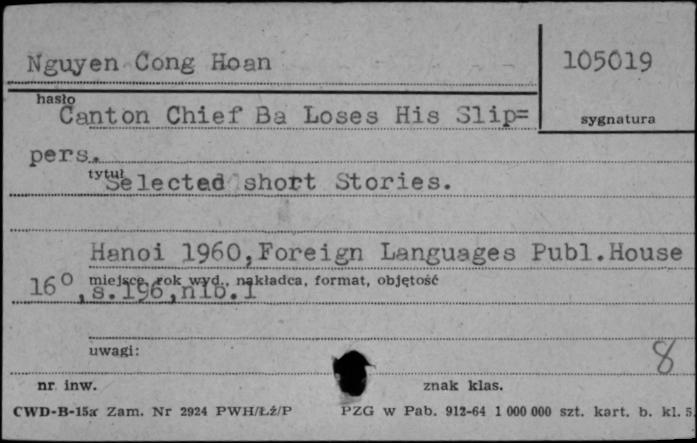 Nguyen Cong Hoan
105019
hasło
Canton Chief Ba Loses His Slip=
sygnatura
pers.
tytuł
Selected short Stories.
Hanoi 1960,Foreign Languages Publ.House
miejsce, rok wyd., nakładca, format, objętość
16⁰,s.196,nlb.1
uwagi:
8
nr inw.
znak klas.
CWD-B-15a Zam. Nr 2924 PWH/Łż/P
PZG w Pab. 912-64 1 000 000 szt. kart. b. kl. 5.